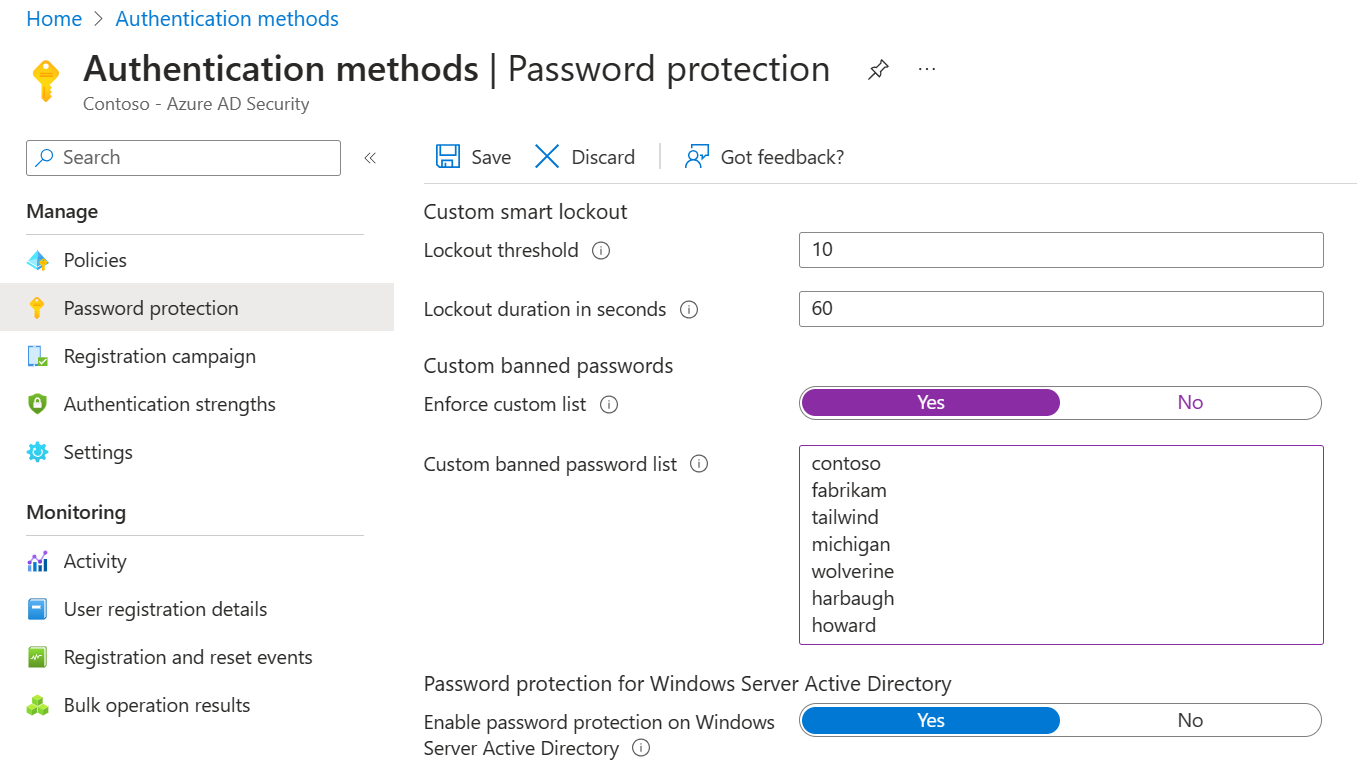 Home > Authentication methods
Authentication methods | Password protection
Contoso - Azure AD Security
Search
Save
Discard
Got feedback?
Manage
Policies
Password protection
Registration campaign
Authentication strengths
Settings
Monitoring
Activity
User registration details
Registration and reset events
Bulk operation results
Custom smart lockout
Lockout threshold
10
Lockout duration in seconds
60
Custom banned passwords
Enforce custom list
Yes
No
Custom banned password list
contoso
fabrikam
tailwind
michigan
wolverine
harbaugh
howard
Password protection for Windows Server Active Directory
Enable password protection on Windows
Server Active Directory
Yes
No